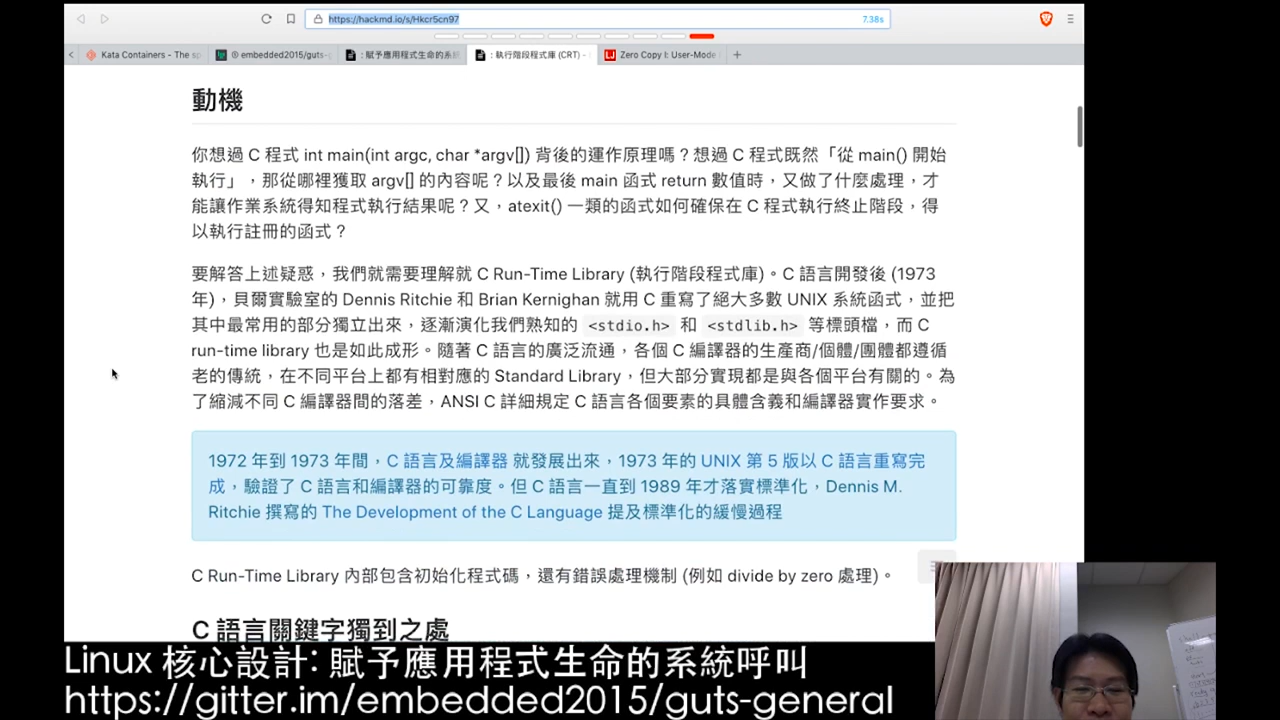 https://hackmd.io/s/Hkcr5cn97
7.38s
Kata Containers - The sp
embedded2015/guts-
: 賦予應用程式生命的系統
: 執行階段程式庫 (CRT) -
Zero Copy I: User-Mode
動機
你想過 C 程式 int main(int argc, char *argv[]) 背後的運作原理嗎？想過 C 程式既然「從 main() 開始
執行」，那從哪裡獲取 argv[] 的內容呢？以及最後 main 函式 return 數值時，又做了什麼處理，才
能讓作業系統得知程式執行結果呢？又，atexit() 一類的函式如何確保在 C 程式執行終止階段，得
以執行註冊的函式？
要解答上述疑惑，我們就需要理解就 C Run-Time Library (執行階段程式庫)。C 語言開發後 (1973
年)，貝爾實驗室的 Dennis Ritchie 和 Brian Kernighan 就用 C 重寫了絕大多數 UNIX 系統函式，並把
其中最常用的部分獨立出來，逐漸演化我們熟知的 <stdio.h> 和 <stdlib.h> 等標頭檔，而 C
run-time library 也是如此成形。隨著 C 語言的廣泛流通，各個 C 編譯器的生產商/個體/團體都遵循
老的傳統，在不同平台上都有相對應的 Standard Library，但大部分實現都是與各個平台有關的。為
了縮減不同 C 編譯器間的落差，ANSI C 詳細規定 C 語言各個要素的具體含義和編譯器實作要求。
1972 年到 1973 年間，C 語言及編譯器 就發展出來，1973 年的 UNIX 第 5 版以 C 語言重寫完
成，驗證了 C 語言和編譯器的可靠度。但 C 語言一直到 1989 年才落實標準化，Dennis M.
Ritchie 撰寫的 The Development of the C Language 提及標準化的緩慢過程
C Run-Time Library 內部包含初始化程式碼，還有錯誤處理機制 (例如 divide by zero 處理)。
C 語言關鍵字獨到之處
Linux 核心設計: 賦予應用程式生命的系統呼叫
https://gitter.im/embedded2015/guts-general